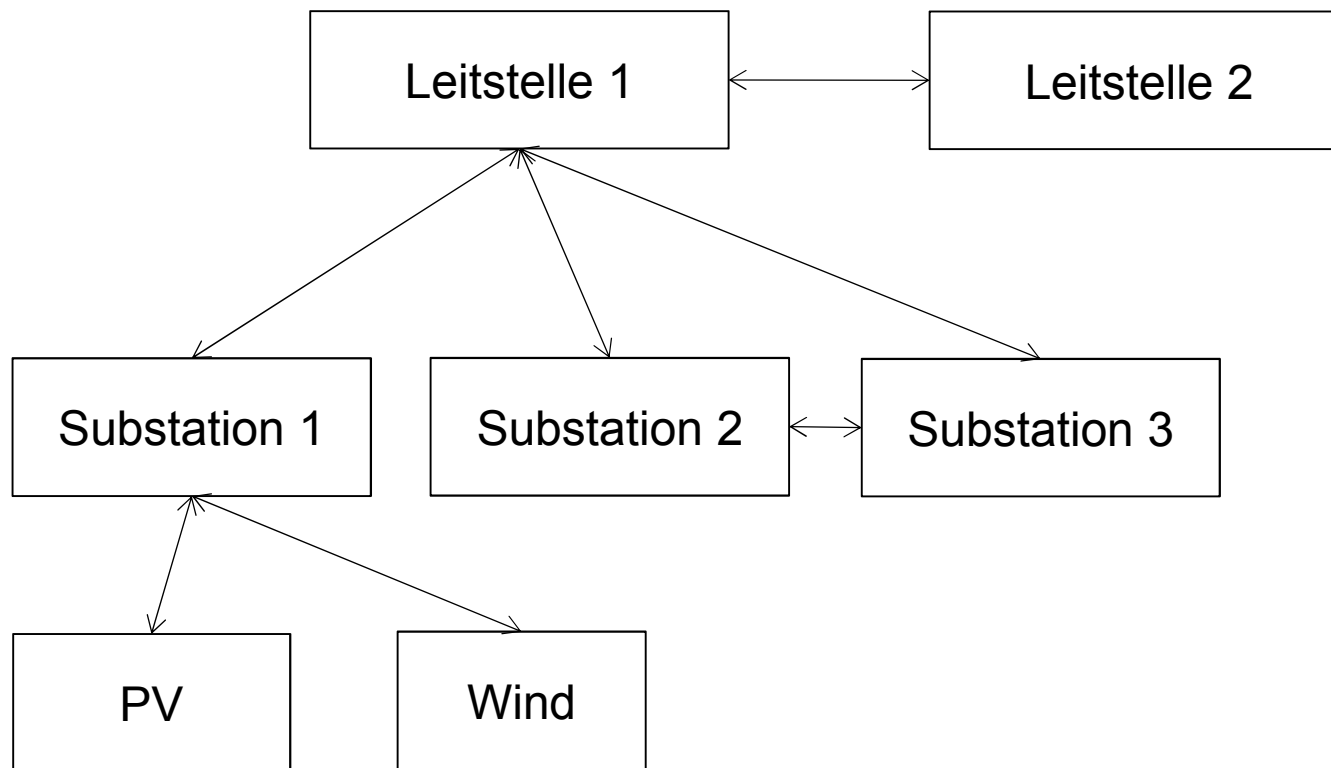 Leitstelle 1
Leitstelle 2
Substation 1
Substation 2
Substation 3
PV
Wind